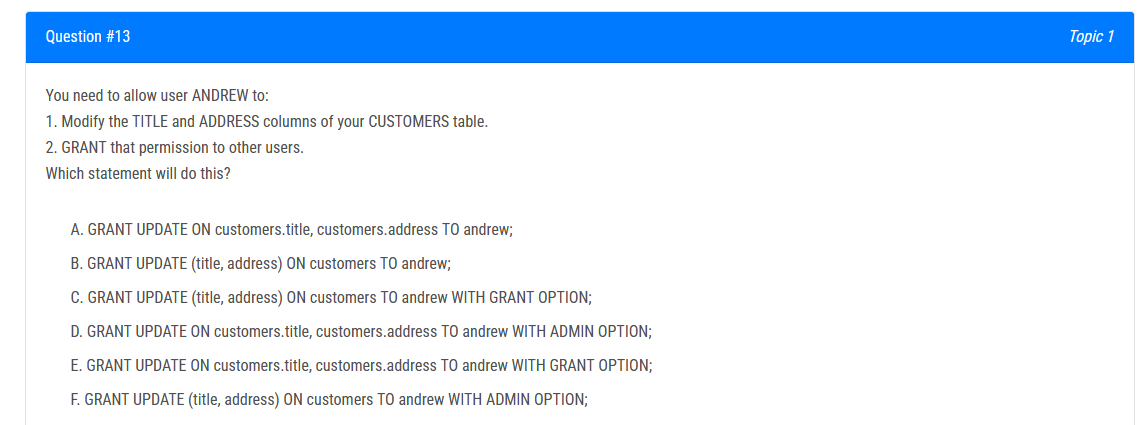 Question #13 Topic 1
You need to allow user ANDREW to:
1. Modify the TITLE and ADDRESS columns of your CUSTOMERS table.
2. GRANT that permission to other users.
Which statement will do this?
A. GRANT UPDATE ON customers.title, customers.address TO andrew;
B. GRANT UPDATE (title, address) ON customers TO andrew;
C. GRANT UPDATE (title, address) ON customers TO andrew WITH GRANT OPTION;
D. GRANT UPDATE ON customers.title, customers.address TO andrew WITH ADMIN OPTION;
E. GRANT UPDATE ON customers.title, customers.address TO andrew WITH GRANT OPTION;
F. GRANT UPDATE (title, address) ON customers TO andrew WITH ADMIN OPTION;